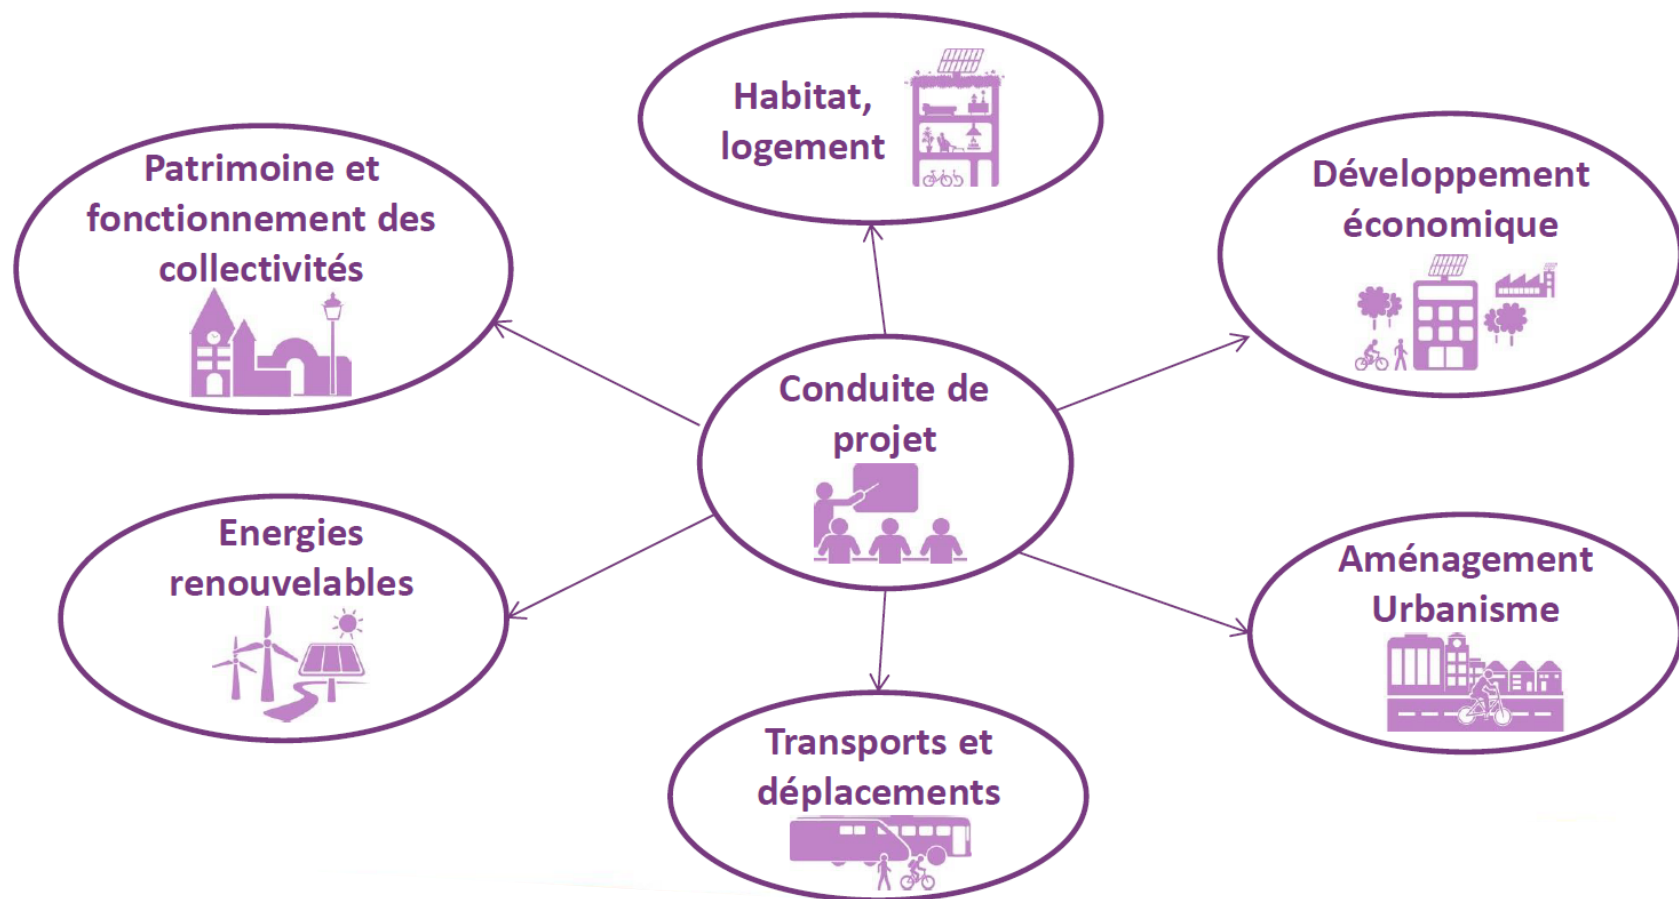 Habitat,
logement
Patrimoine et
fonctionnement des
collectivités
Développement
économique
Conduite de
projet
Energies
renouvelables
Aménagement
Urbanisme
Transports et
déplacements